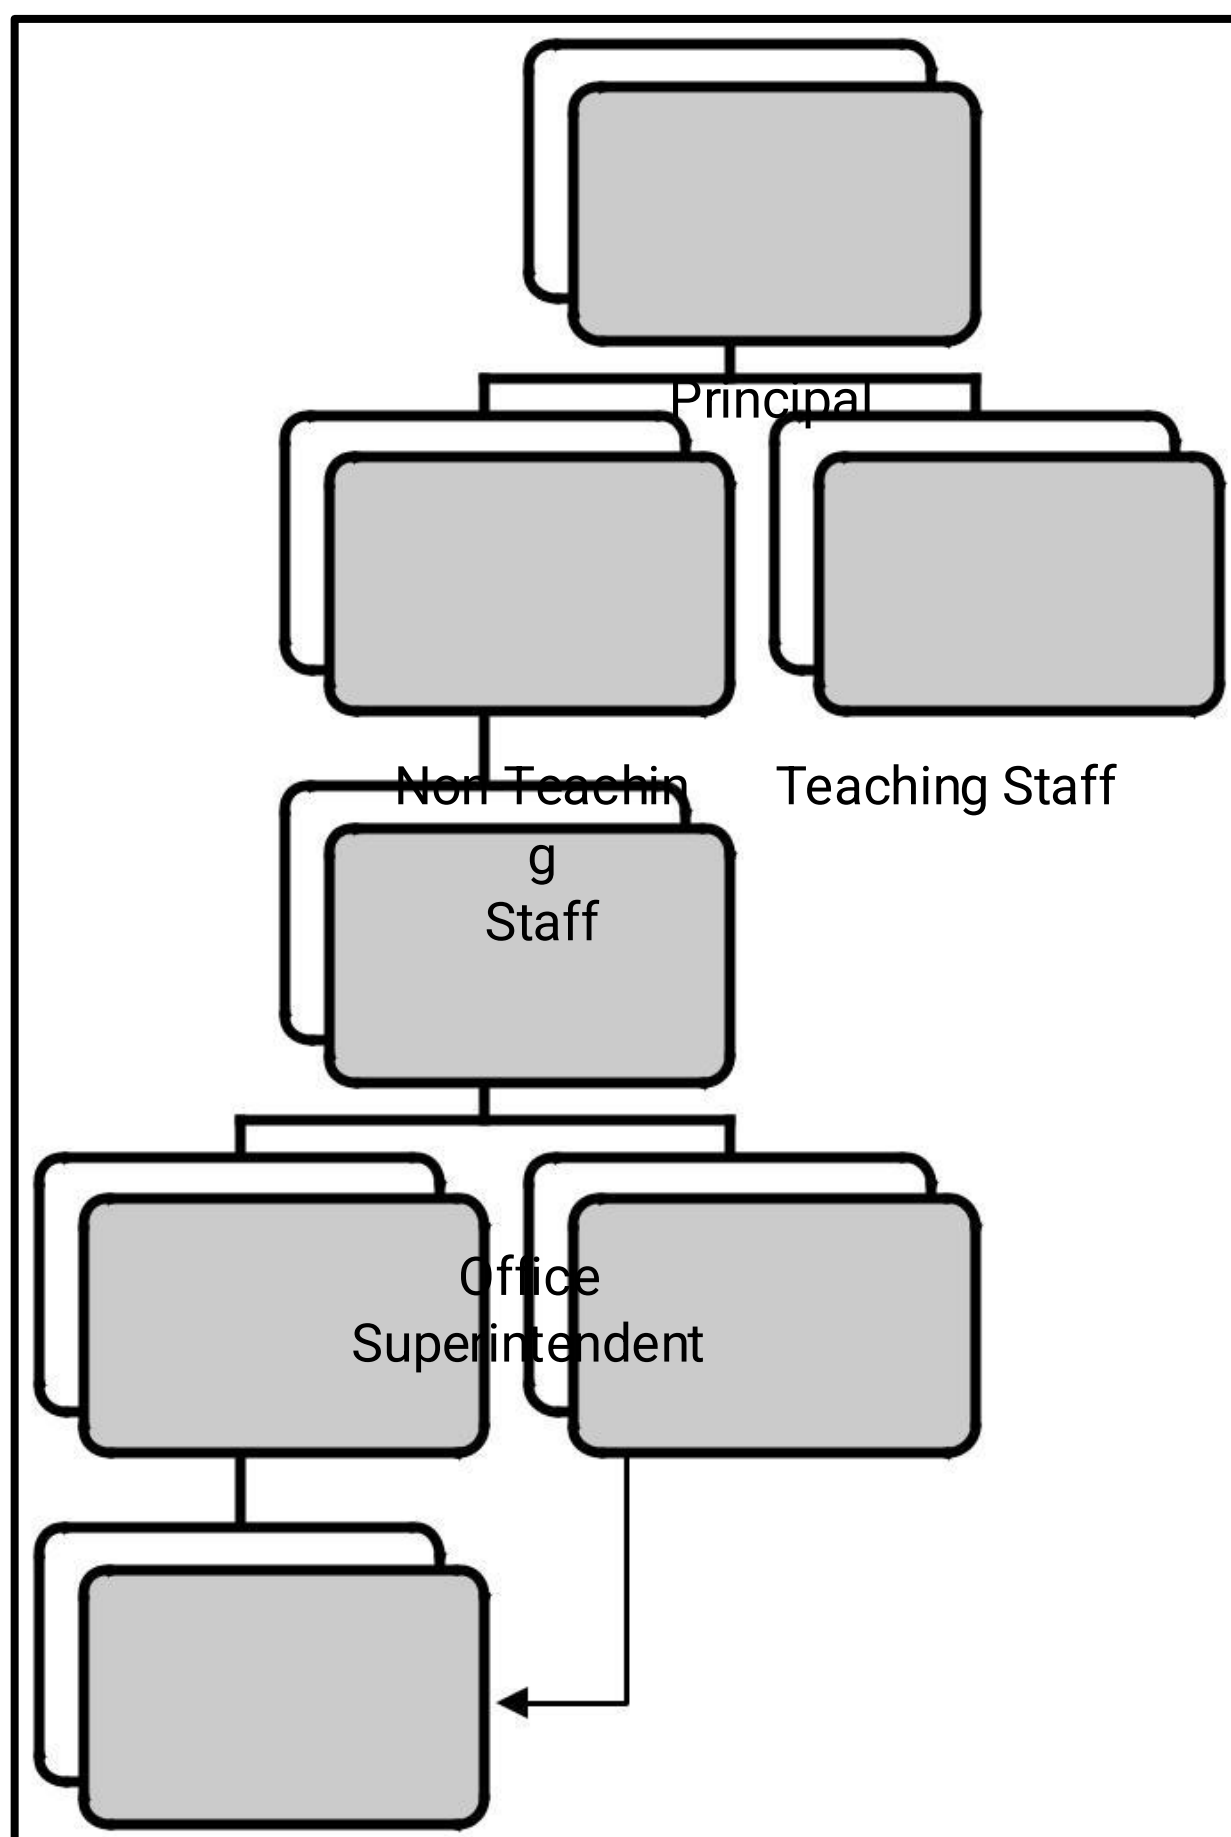 Principal
Non Teachin
g
Staff
Teaching Staff
Office
Superintendent